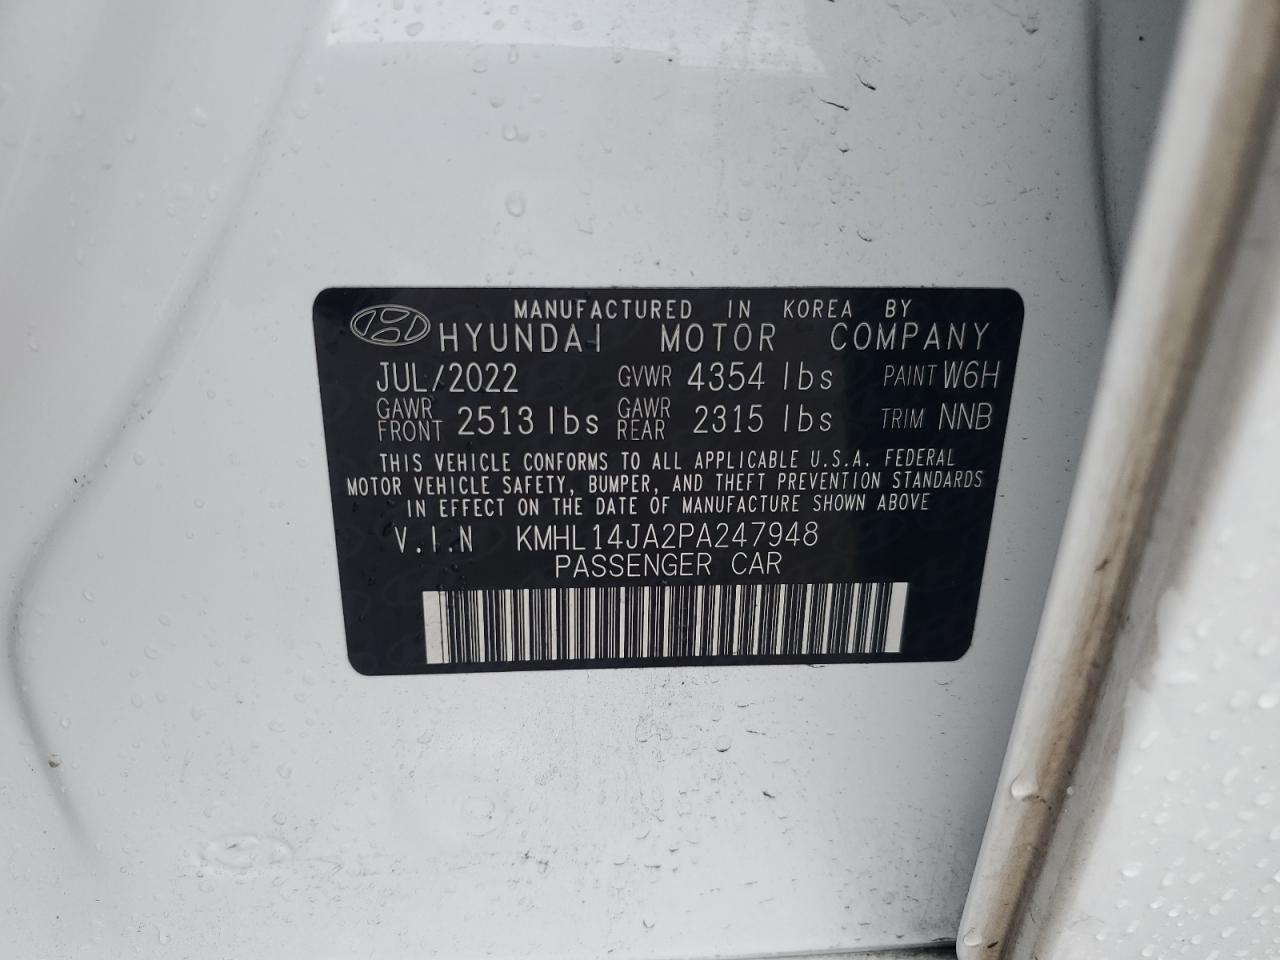 MANUFACTURED IN KOREA BY
HYUNDAI MOTOR COMPANY
JUL/2022 GVWR 4354 lbs PAINT W6H
GAWR FRONT 2513 lbs GAWR REAR 2315 lbs TRIM NNB
THIS VEHICLE CONFORMS TO ALL APPLICABLE U.S.A. FEDERAL
MOTOR VEHICLE SAFETY, BUMPER, AND THEFT PREVENTION STANDARDS
IN EFFECT ON THE DATE OF MANUFACTURE SHOWN ABOVE
V.I.N KMHL14JA2PA247948
PASSENGER CAR